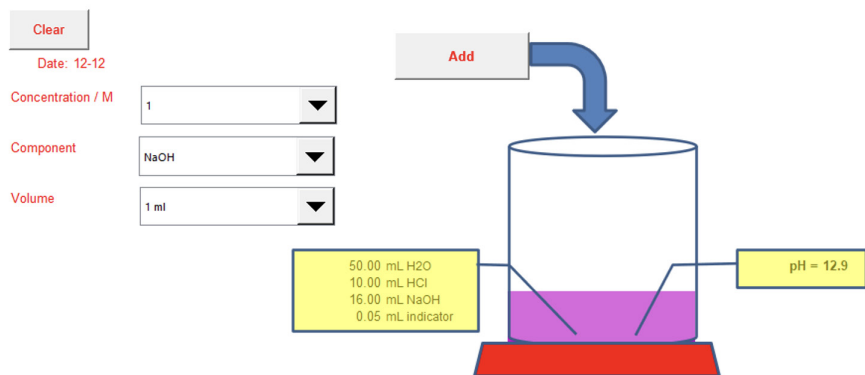 Clear
Date: 12-12
Concentration / M
1
Component
NaOH
Volume
1 ml
Add
50.00 mL H2O
10.00 mL HCl
16.00 mL NaOH
0.05 mL indicator
pH = 12.9